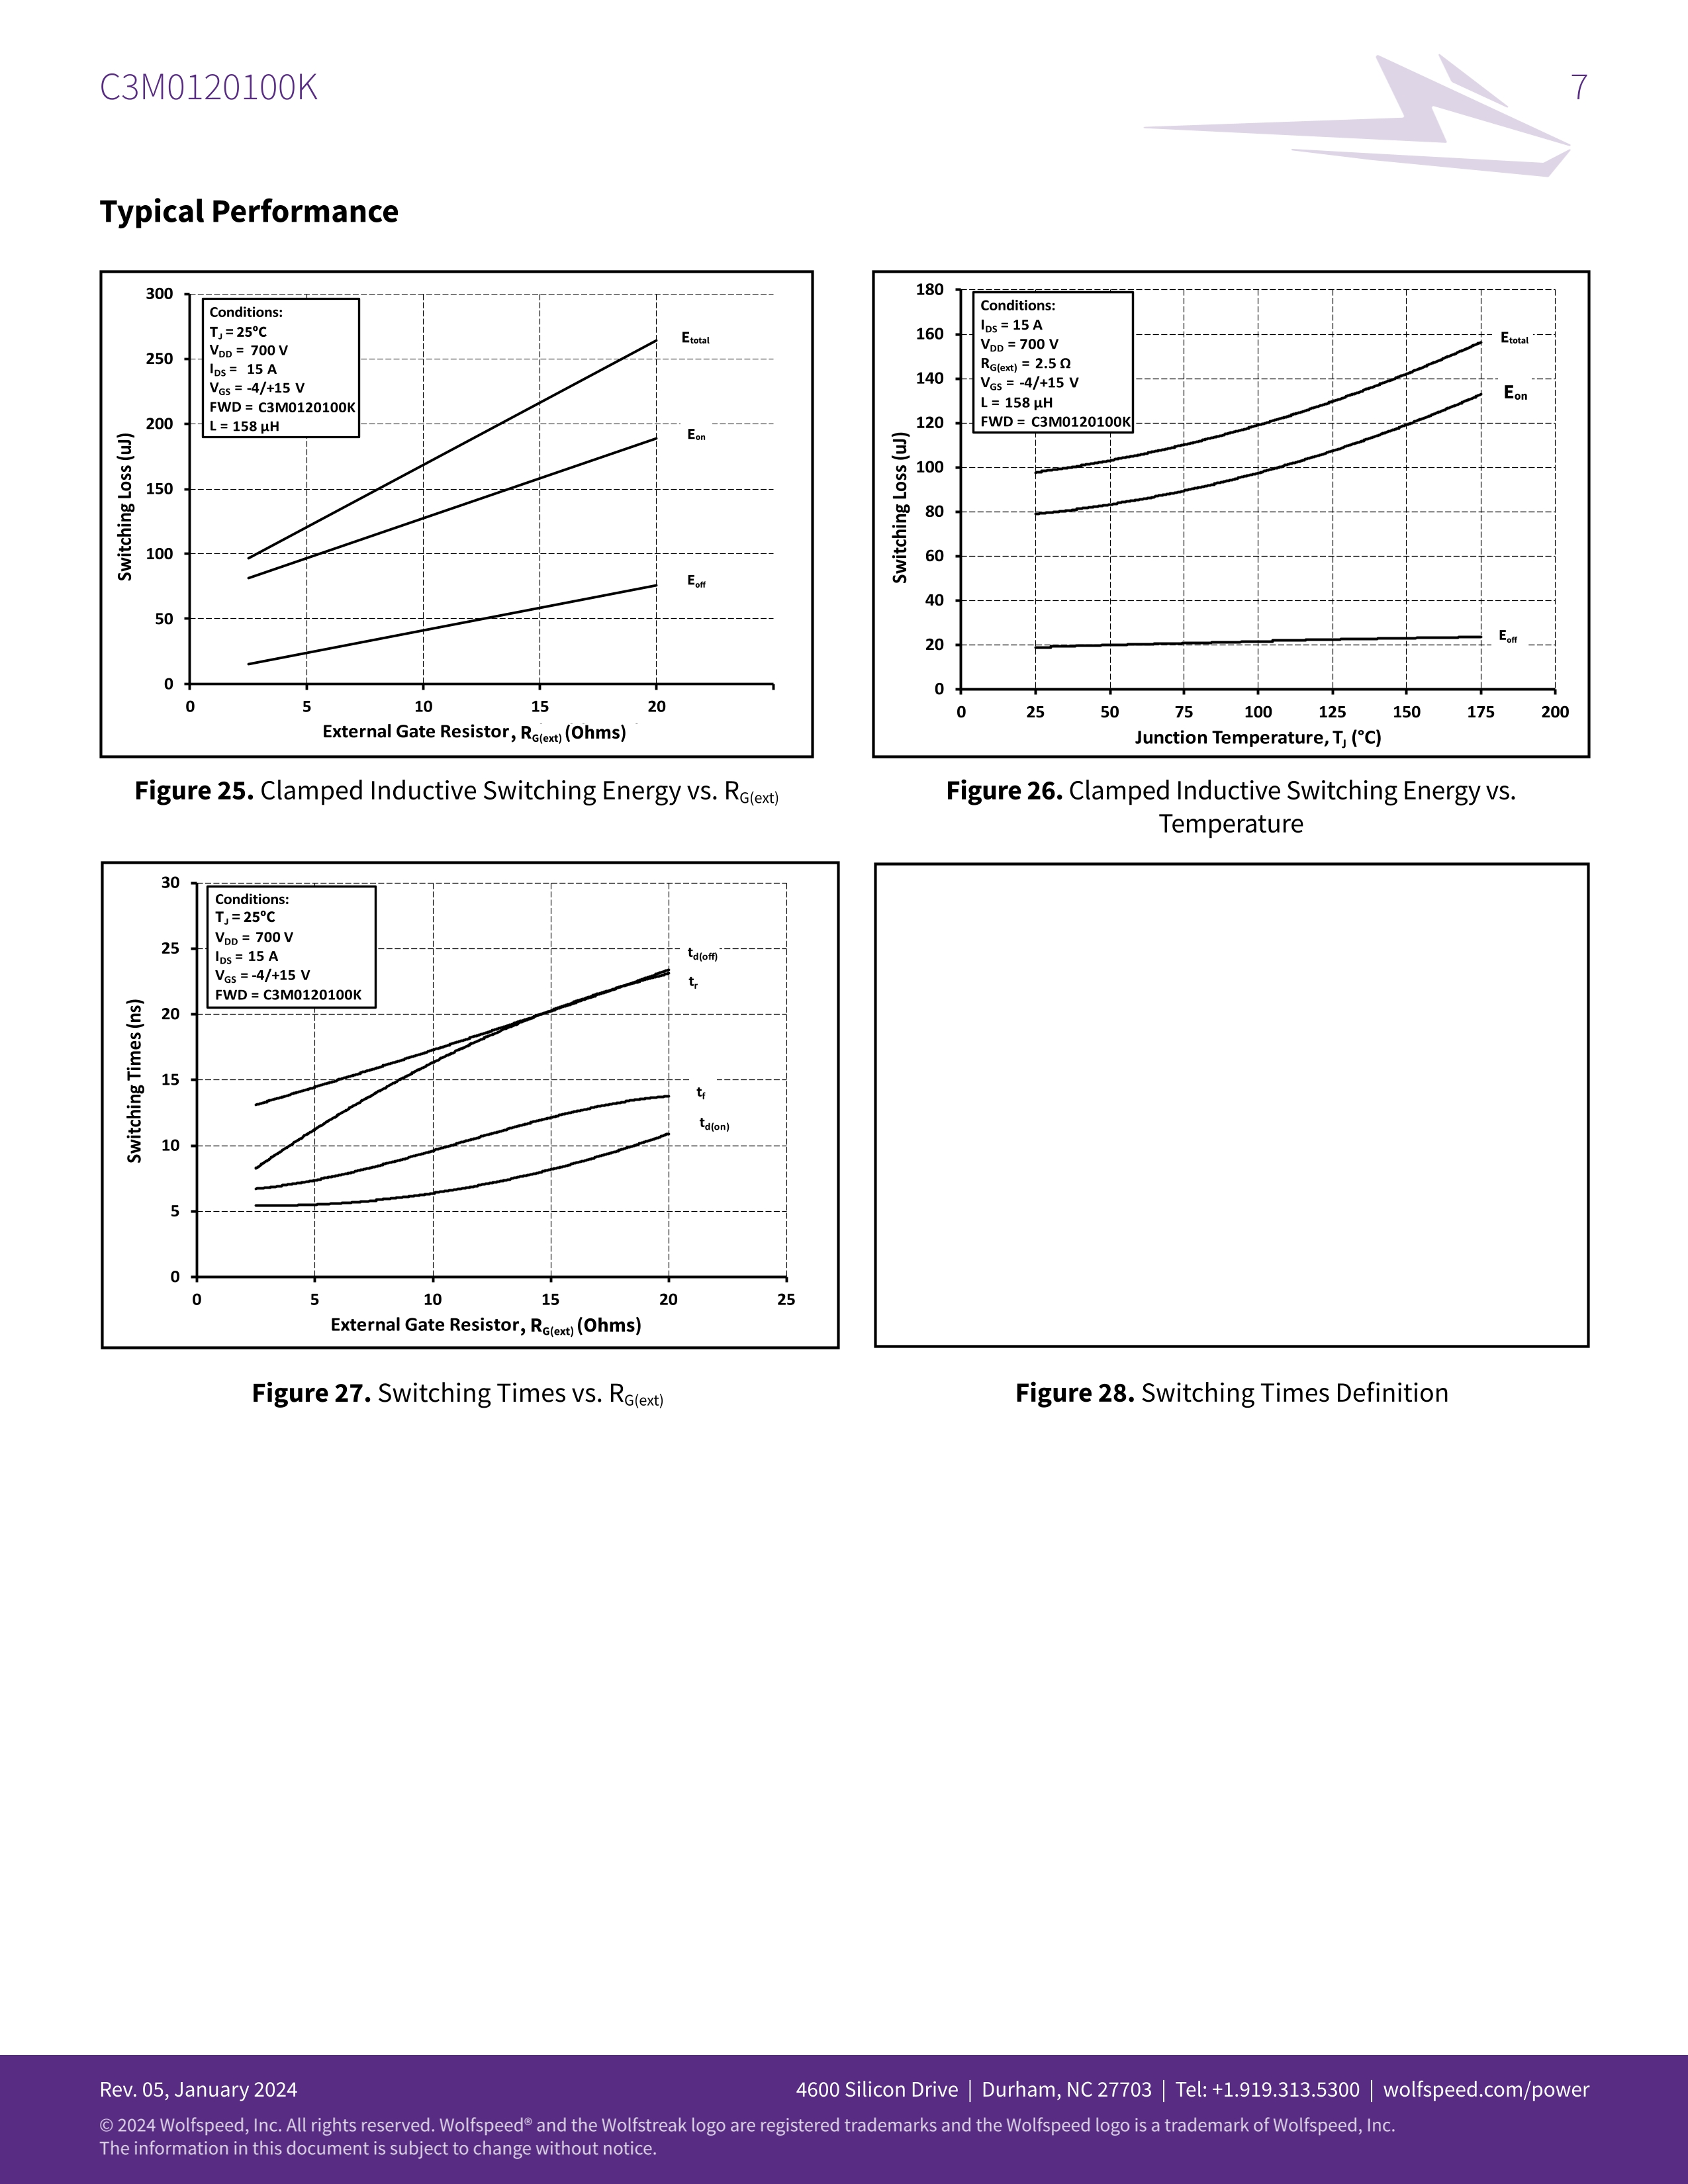 C3M0120100K
7
Typical Performance
300
250
200
150
100
50
0
0 5 10 15 20
Switching Loss (uJ)
External Gate Resistor, RG(ext) (Ohms)
Conditions:
TJ = 25°C
VDD = 700 V
IDS = 15 A
VGS = -4/+15 V
FWD = C3M0120100K
L = 158 μH
Etotal
Eon
Eoff
Figure 25. Clamped Inductive Switching Energy vs. RG(ext)
180
160
140
120
100
80
60
40
20
0
0 25 50 75 100 125 150 175 200
Switching Loss (uJ)
Junction Temperature, TJ (°C)
Conditions:
IDS = 15 A
VDD = 700 V
RG(ext) = 2.5 Ω
VGS = -4/+15 V
L = 158 μH
FWD = C3M0120100K
Etotal
Eon
Eoff
Figure 26. Clamped Inductive Switching Energy vs.
Temperature
30
25
20
15
10
5
0
0 5 10 15 20 25
Switching Times (ns)
External Gate Resistor, RG(ext) (Ohms)
Conditions:
TJ = 25°C
VDD = 700 V
IDS = 15 A
VGS = -4/+15 V
FWD = C3M0120100K
td(off)
tr
tf
td(on)
Figure 27. Switching Times vs. RG(ext)
Figure 28. Switching Times Definition
Rev. 05, January 2024
4600 Silicon Drive | Durham, NC 27703 | Tel: +1.919.313.5300 | wolfspeed.com/power
© 2024 Wolfspeed, Inc. All rights reserved. Wolfspeed® and the Wolfstreak logo are registered trademarks and the Wolfspeed logo is a trademark of Wolfspeed, Inc.
The information in this document is subject to change without notice.